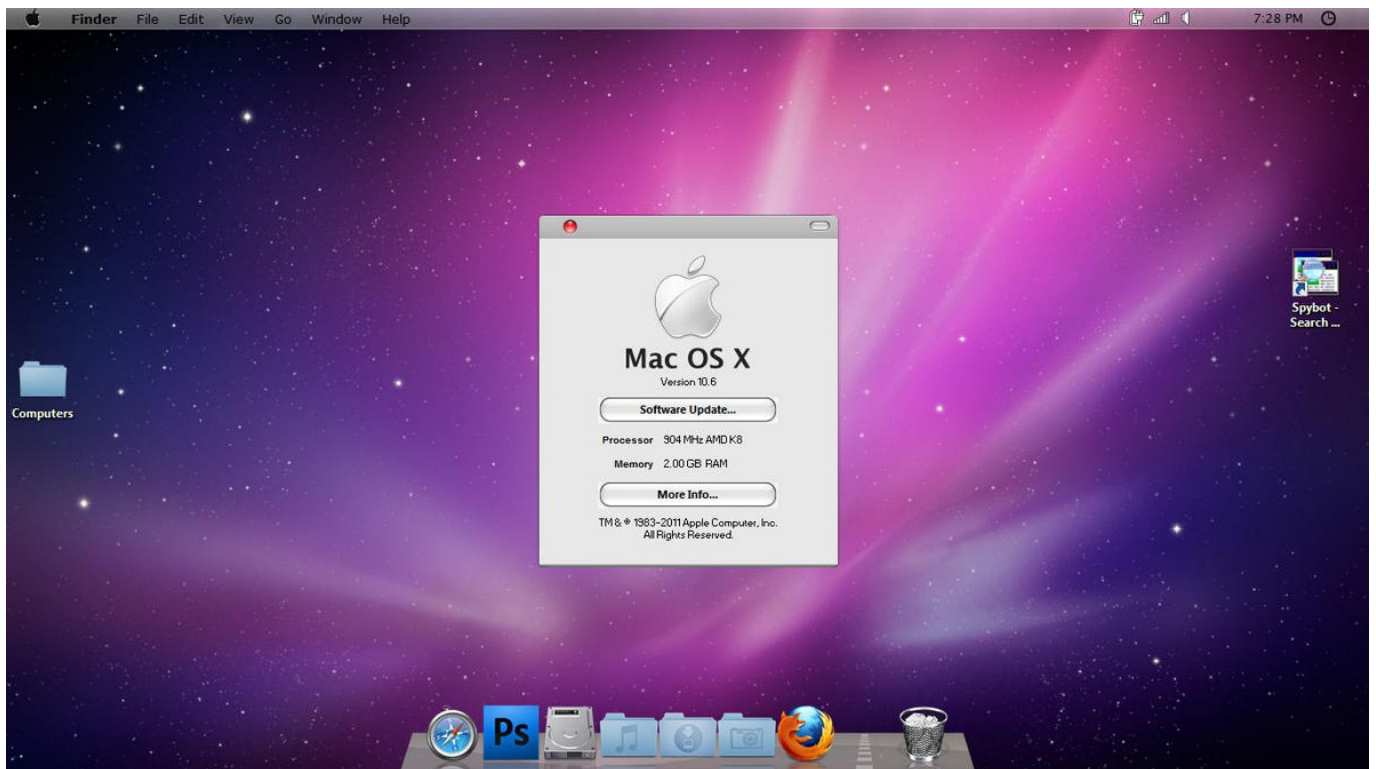 Finder File Edit View Go Window Help 7:28 PM
Mac OS X
Version 10.6
Software Update...
Processor 904 MHz AMD K8
Memory 2.00 GB RAM
More Info...
TM & © 1983-2011 Apple Computer, Inc.
All Rights Reserved.
Computers
Spybot -
Search ...
Ps